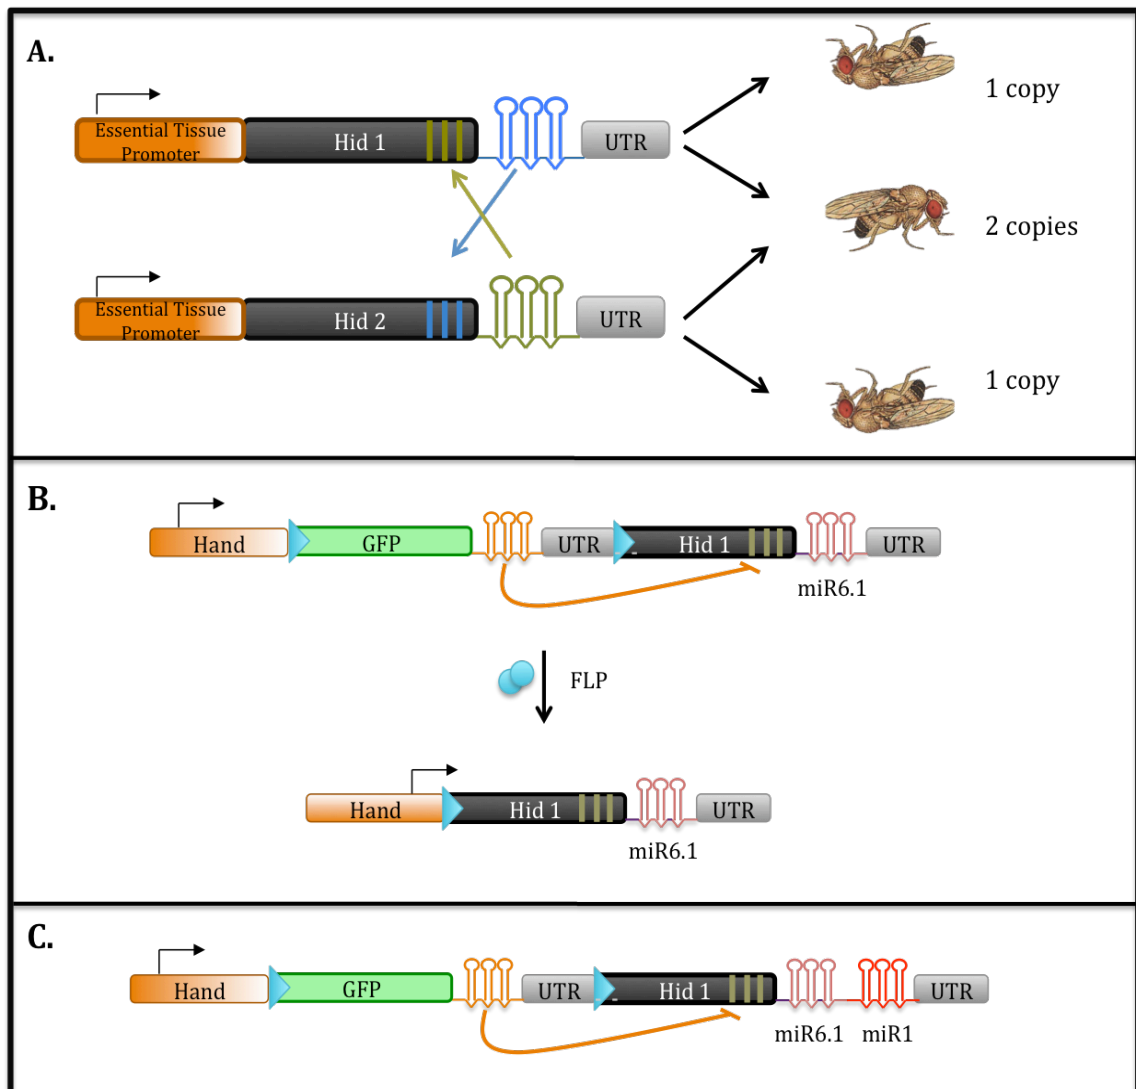 A.
Essential Tissue
Promoter
Hid 1
UTR
1 copy
2 copies
Essential Tissue
Promoter
Hid 2
UTR
1 copy
B.
Hand
GFP
UTR
Hid 1
UTR
miR6.1
FLP
Hand
Hid 1
UTR
miR6.1
C.
Hand
GFP
UTR
Hid 1
UTR
miR6.1
miR1